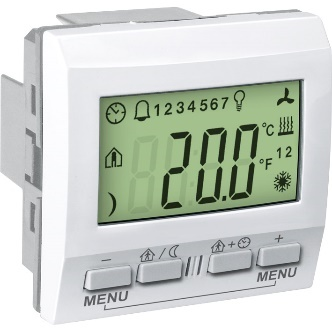 1234567
20.0 °C
°F
12
− / + +
MENU MENU